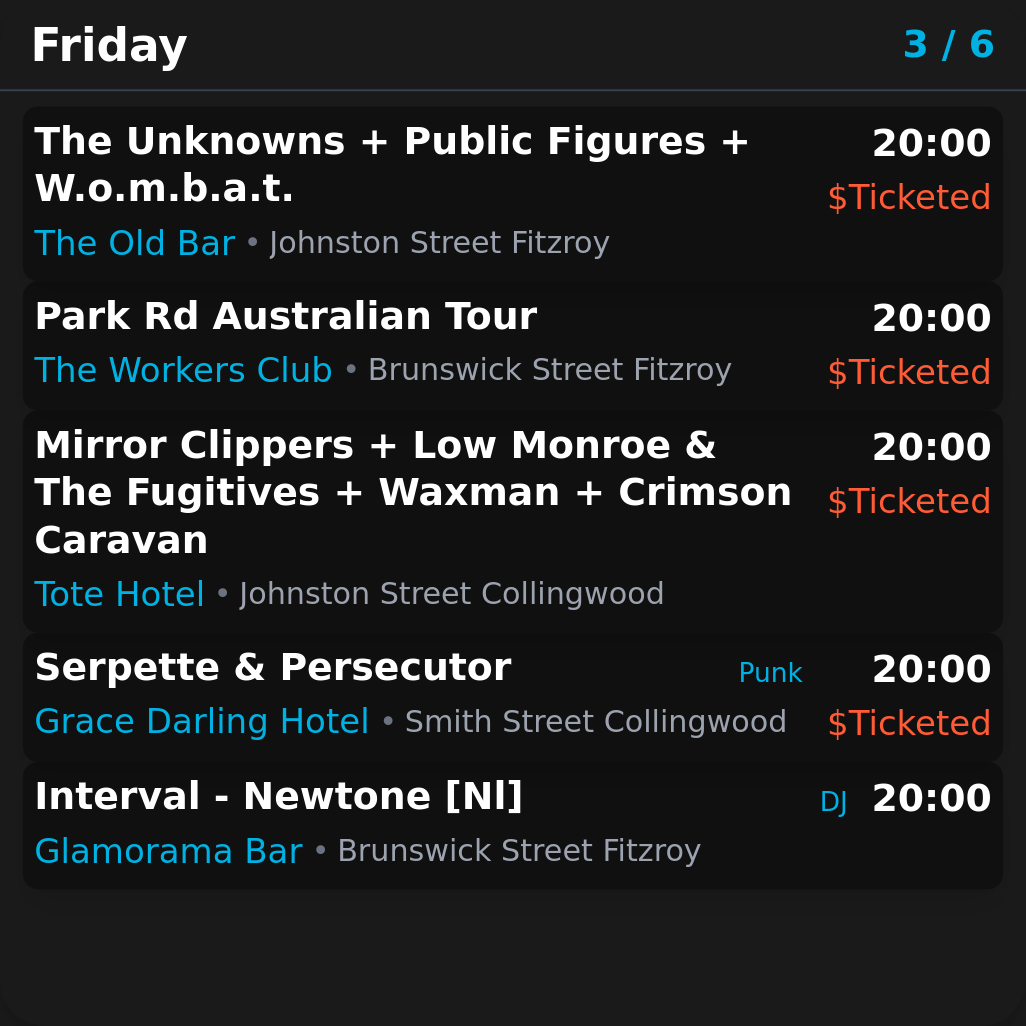 Friday 3 / 6
The Unknowns + Public Figures + 20:00
W.o.m.b.a.t. $Ticketed
The Old Bar • Johnston Street Fitzroy
Park Rd Australian Tour 20:00
The Workers Club • Brunswick Street Fitzroy $Ticketed
Mirror Clippers + Low Monroe & 20:00
The Fugitives + Waxman + Crimson $Ticketed
Caravan
Tote Hotel • Johnston Street Collingwood
Serpette & Persecutor Punk 20:00
Grace Darling Hotel • Smith Street Collingwood $Ticketed
Interval - Newtone [Nl] DJ 20:00
Glamorama Bar • Brunswick Street Fitzroy